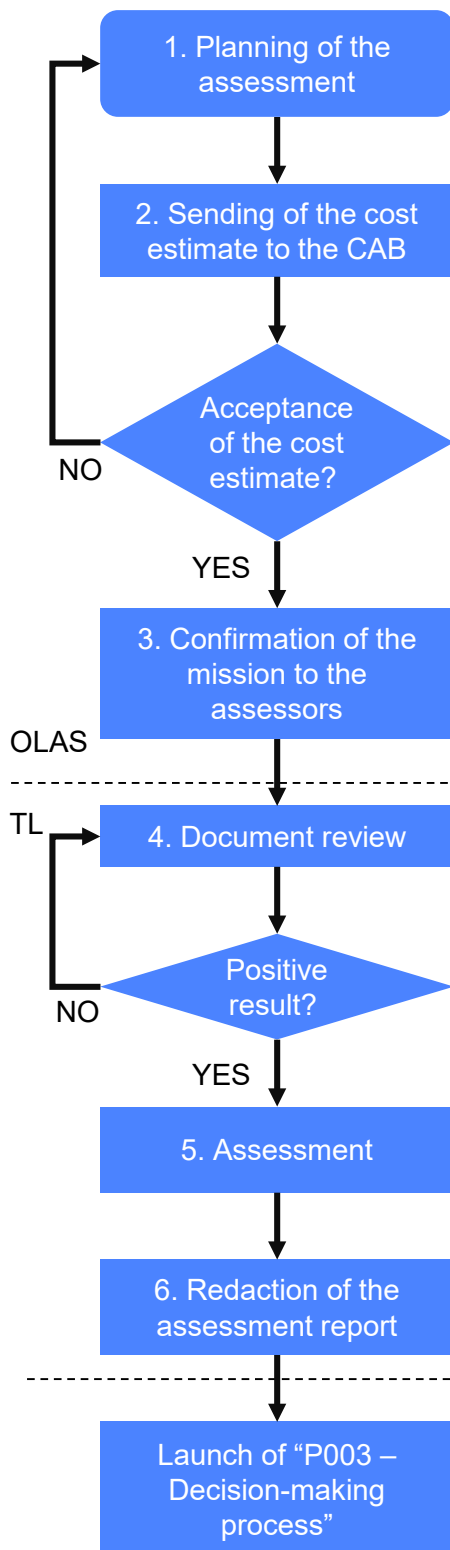 1. Planning of the
assessment
2. Sending of the cost
estimate to the CAB
Acceptance
of the cost
estimate?
NO
YES
3. Confirmation of the
mission to the
assessors
OLAS
TL
4. Document review
Positive
result?
NO
YES
5. Assessment
6. Redaction of the
assessment report
Launch of “P003 –
Decision-making
process”